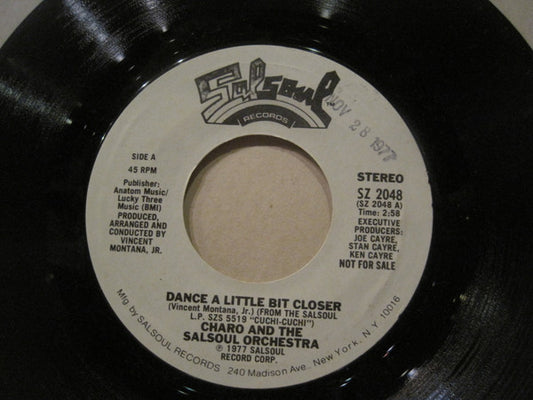 Salsoul
RECORDS
NOV 28 1977
SIDE A
45 RPM
Publisher:
Anatom Music/
Lucky Three
Music (BMI)
PRODUCED,
ARRANGED AND
CONDUCTED BY
VINCENT
MONTANA, JR.
STEREO
SZ 2048
(SZ 2048 A)
Time: 2:58
EXECUTIVE
PRODUCERS:
JOE CAYRE,
STAN CAYRE,
KEN CAYRE
NOT FOR SALE
DANCE A LITTLE BIT CLOSER
(Vincent Montana, Jr.) (FROM THE SALSOUL
L.P. SZS 5519 "CUCHI-CUCHI")
CHARO AND THE
SALSOUL ORCHESTRA
℗ 1977 SALSOUL
RECORD CORP.
Mfg. by SALSOUL RECORDS 240 Madison Ave., New York, N.Y. 10016